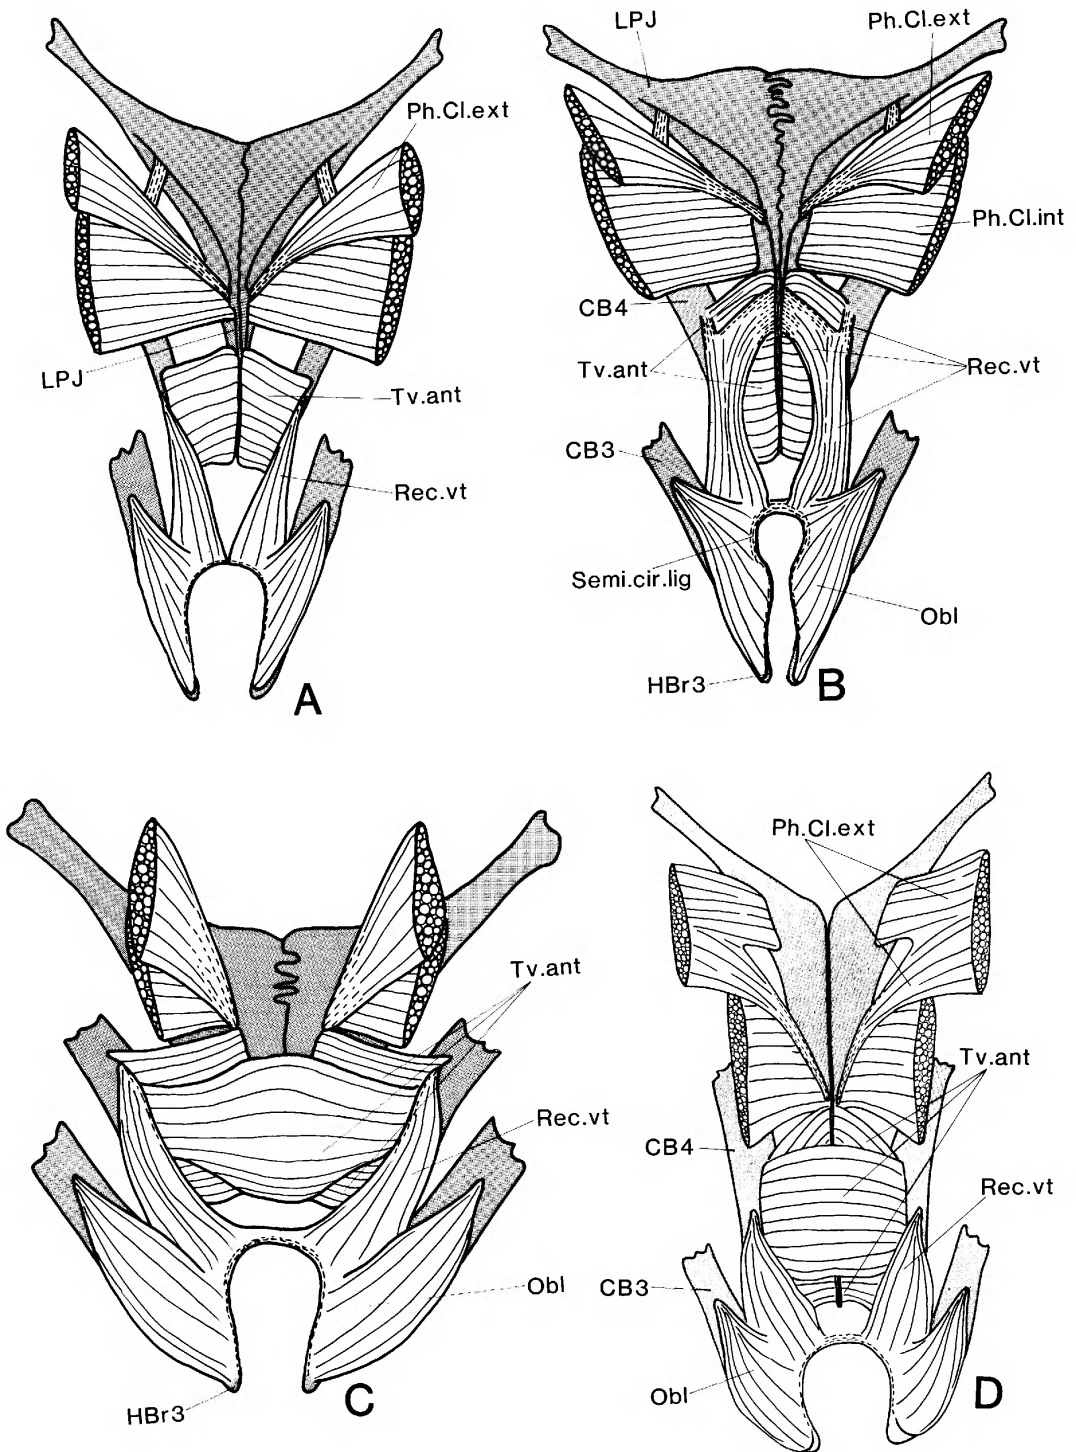 Ph.Cl.ext
LPJ
Tv.ant
Rec.vt
A
LPJ
Ph.Cl.ext
Ph.Cl.int
CB4
Tv.ant
Rec.vt
CB3
Semi.cir.lig
Obl
HBr3
B
Tv.ant
Rec.vt
Obl
HBr3
C
Ph.Cl.ext
Tv.ant
CB4
Rec.vt
CB3
Obl
D